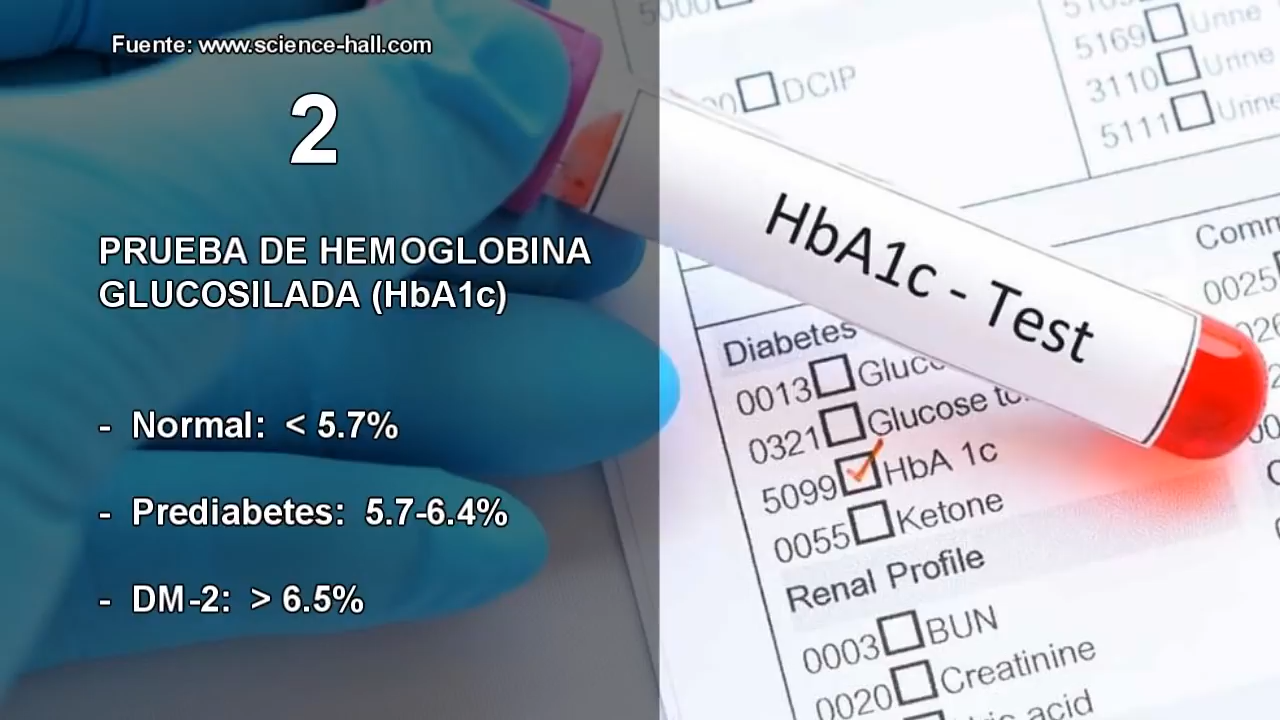 Fuente: www.science-hall.com
2
PRUEBA DE HEMOGLOBINA
GLUCOSILADA (HbA1c)
- Normal: < 5.7%
- Prediabetes: 5.7-6.4%
- DM-2: > 6.5%
DCIP
5169 Urine
3110 Urine
5111
HbA1c - Test
0025
Diabetes
0013
0321 Glucose
5099 HbA 1c
0055 Ketone
Renal Profile
0003 BUN
0020 Creatinine
acid